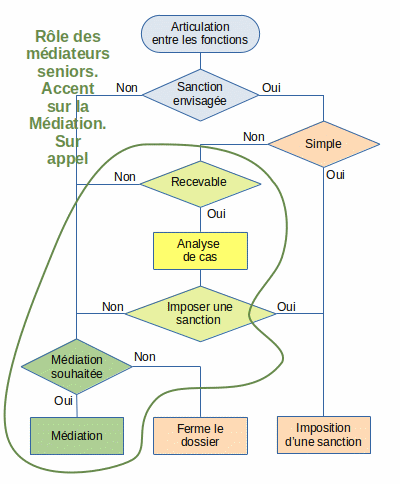 Articulation
entre les fonctions
Rôle des
médiateurs
seniors.
Accent
sur la
Médiation.
Sur
appel
Non
Sanction
envisagée
Oui
Non
Simple
Oui
Non
Recevable
Oui
Analyse
de cas
Non
Imposer une
sanction
Oui
Médiation
souhaitée
Non
Oui
Médiation
Ferme le
dossier
Imposition
d'une sanction